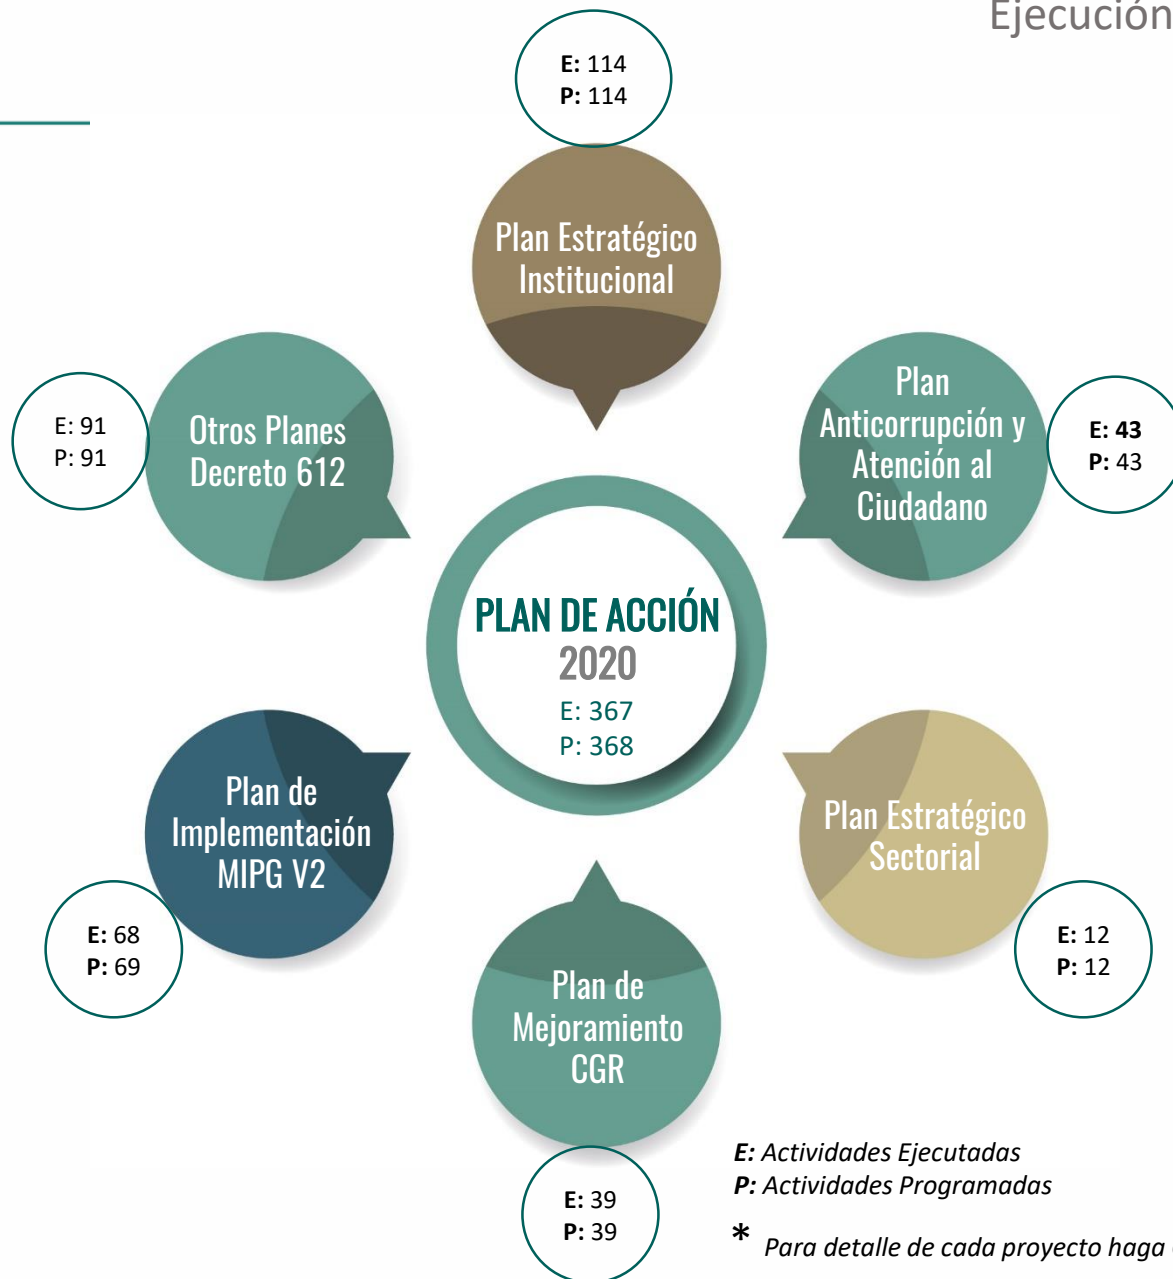 Ejecución
E: 114
P: 114
Plan Estratégico
Institucional
Plan
Anticorrupción y
Atención al
Ciudadano
E: 43
P: 43
Otros Planes
Decreto 612
E: 91
P: 91
PLAN DE ACCIÓN
2020
E: 367
P: 368
Plan de
Implementación
MIPG V2
E: 68
P: 69
Plan Estratégico
Sectorial
E: 12
P: 12
Plan de
Mejoramiento
CGR
E: 39
P: 39
E: Actividades Ejecutadas
P: Actividades Programadas
* Para detalle de cada proyecto haga